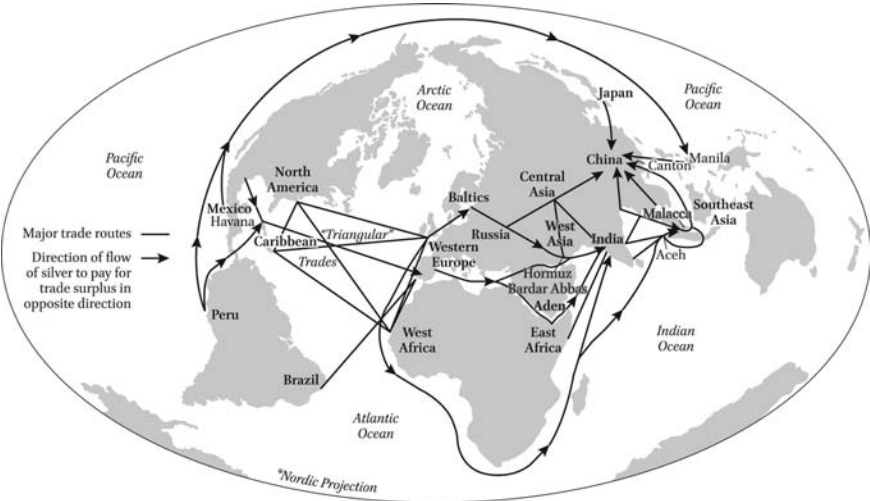 Arctic
Ocean
Pacific
Ocean
Pacific
Ocean
Japan
China
Canton
Manila
North
America
Central
Asia
Baltics
Mexico
Havana
Malacca
Southeast
Asia
"Triangular"
Caribbean
Trades
Russia
West
Asia
India
Western
Europe
Aceh
Hormuz
Bardar Abbas
Aden
Major trade routes
Direction of flow
of silver to pay for
trade surplus in
opposite direction
Peru
West
Africa
East
Africa
Indian
Ocean
Brazil
Atlantic
Ocean
*Nordic Projection